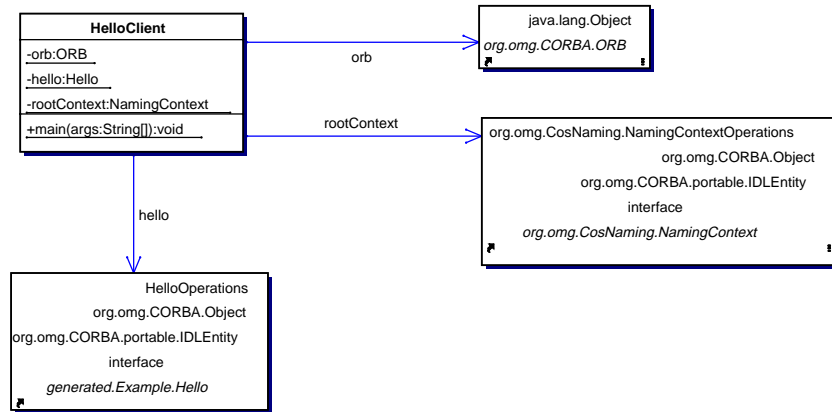 HelloClient
-orb:ORB
-hello:Hello
-rootContext:NamingContext
+main(args:String[]):void
orb
java.lang.Object
org.omg.CORBA.ORB
rootContext
org.omg.CosNaming.NamingContextOperations
org.omg.CORBA.Object
org.omg.CORBA.portable.IDLEntity
interface
org.omg.CosNaming.NamingContext
hello
HelloOperations
org.omg.CORBA.Object
org.omg.CORBA.portable.IDLEntity
interface
generated.Example.Hello